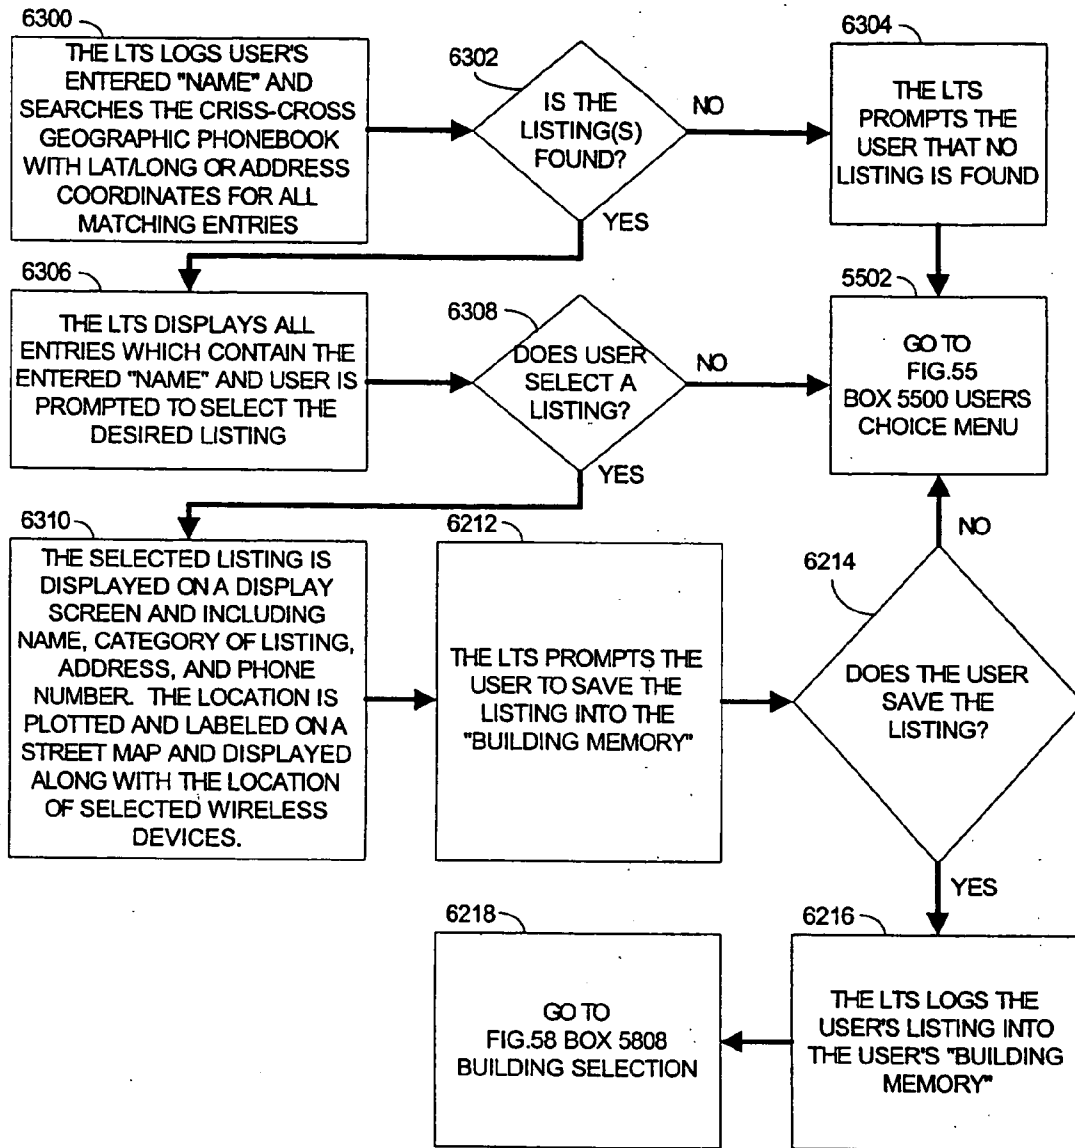 6300
THE LTS LOGS USER'S
ENTERED "NAME" AND
SEARCHES THE CRISS-CROSS
GEOGRAPHIC PHONEBOOK
WITH LAT/LONG OR ADDRESS
COORDINATES FOR ALL
MATCHING ENTRIES
6302
IS THE
LISTING(S)
FOUND?
NO
YES
6304
THE LTS
PROMPTS THE
USER THAT NO
LISTING IS FOUND
6306
THE LTS DISPLAYS ALL
ENTRIES WHICH CONTAIN THE
ENTERED "NAME" AND USER IS
PROMPTED TO SELECT THE
DESIRED LISTING
6308
DOES USER
SELECT A
LISTING?
NO
YES
5502
GO TO
FIG.55
BOX 5500 USERS
CHOICE MENU
6310
THE SELECTED LISTING IS
DISPLAYED ON A DISPLAY
SCREEN AND INCLUDING
NAME, CATEGORY OF LISTING,
ADDRESS, AND PHONE
NUMBER. THE LOCATION IS
PLOTTED AND LABELED ON A
STREET MAP AND DISPLAYED
ALONG WITH THE LOCATION
OF SELECTED WIRELESS
DEVICES.
6212
THE LTS PROMPTS THE
USER TO SAVE THE
LISTING INTO THE
"BUILDING MEMORY"
6214
DOES THE USER
SAVE THE
LISTING?
NO
YES
6218
GO TO
FIG.58 BOX 5808
BUILDING SELECTION
6216
THE LTS LOGS THE
USER'S LISTING INTO
THE USER'S "BUILDING
MEMORY"